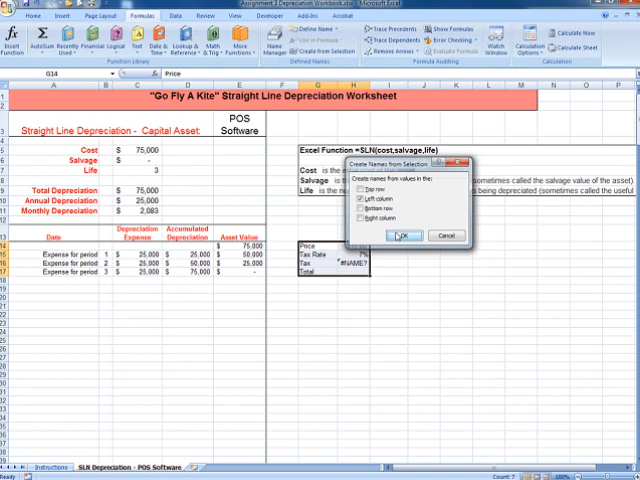 Assignment 3 Depreciation Workbook.xls - Microsoft Excel
Home Insert Page Layout Formulas Data Review View Developer Add-Ins Acrobat
Insert Function
AutoSum Recently Used Financial Logical Text Date & Time Lookup & Reference Math & Trig More Functions
Function Library
Name Manager
Define Name
Use in Formula
Create from Selection
Defined Names
Trace Precedents
Trace Dependents
Remove Arrows
Show Formulas
Error Checking
Evaluate Formula
Formula Auditing
Watch Window
Calculation Options
Calculate Now
Calculate Sheet
Calculation
G14 Price
A B C D E F G H L M N O P
"Go Fly A Kite" Straight Line Depreciation Worksheet
POS
Straight Line Depreciation - Capital Asset: Software
Cost $ 75,000
Salvage $ -
Life 3
Total Depreciation $ 75,000
Annual Depreciation $ 25,000
Monthly Depreciation $ 2,083
Date Depreciation Expense Accumulated Depreciation Asset Value
$ 75,000
Expense for period 1 $ 25,000 $ 25,000 $ 50,000
Expense for period 2 $ 25,000 $ 50,000 $ 25,000
Expense for period 3 $ 25,000 $ 75,000 $ -
Excel Function =SLN(cost,salvage,life)
Cost is the
Salvage is (sometimes called the salvage value of the asset)
Life is the nu being depreciated (sometimes called the useful
Create Names from Selection
Create names from values in the:
Top row
Left column
Bottom row
Right column
OK Cancel
Price
Tax Rate 7%
Tax #NAME?
Total
Instructions SLN Depreciation - POS Software
Ready Count: 7 100%